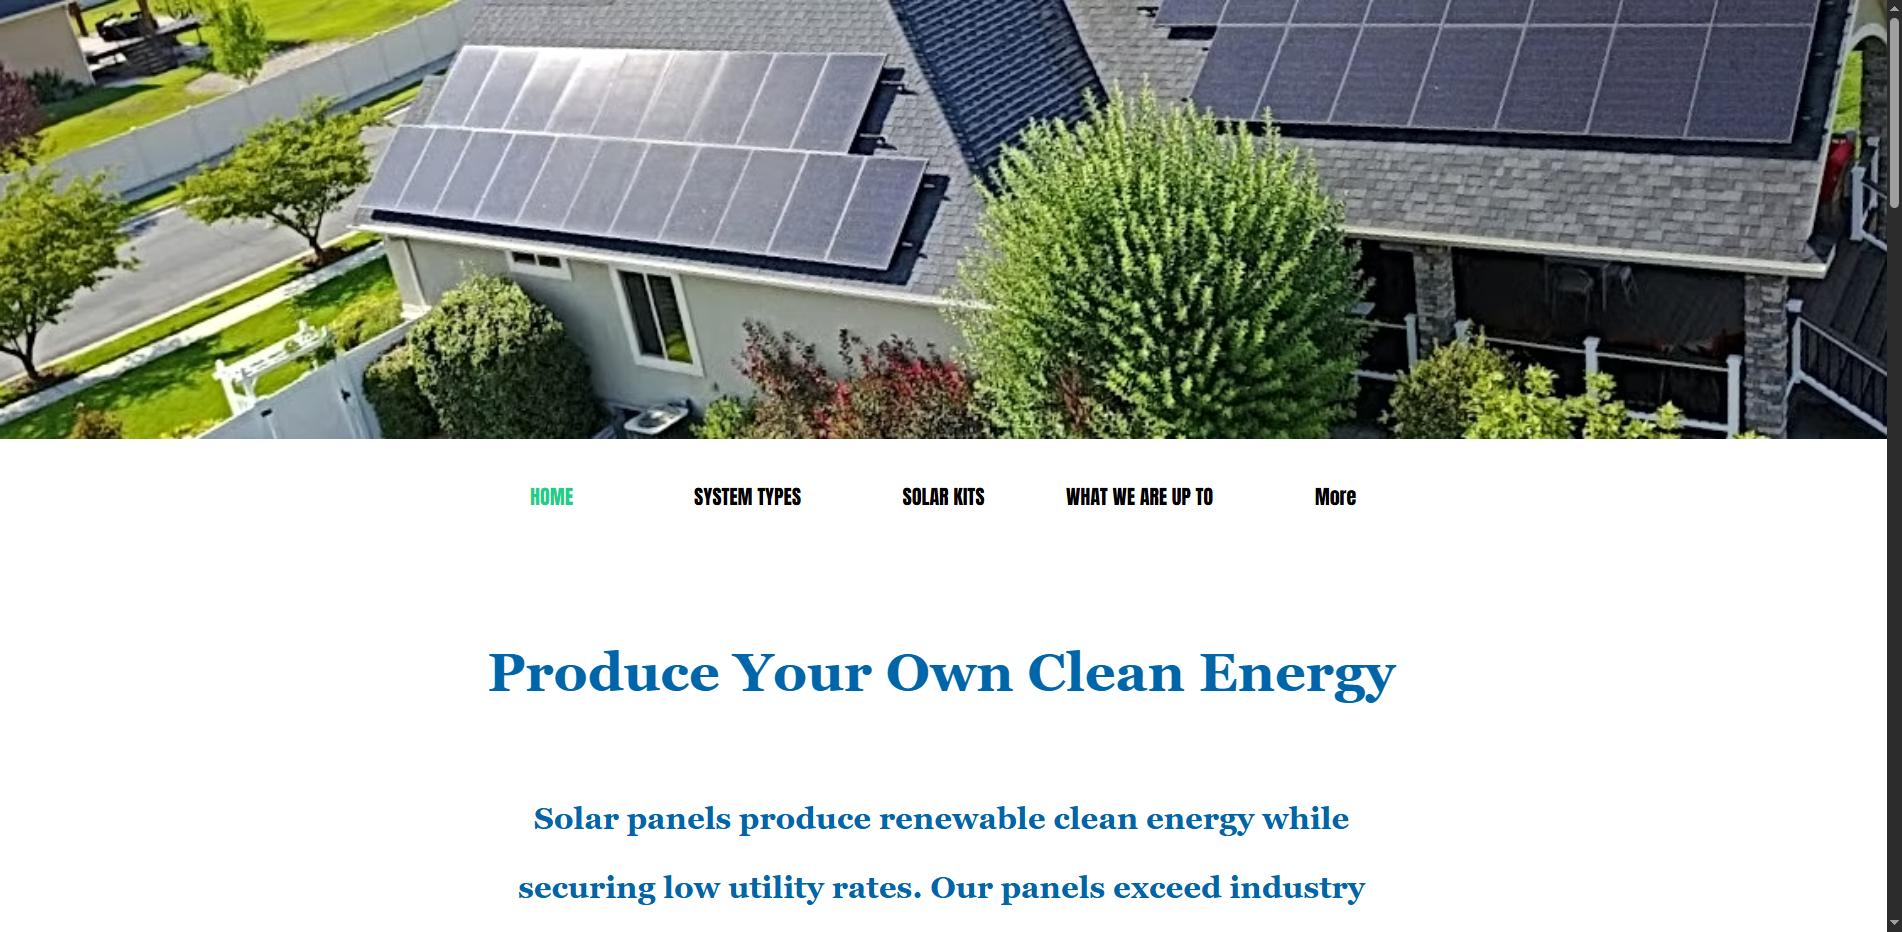 HOME
SYSTEM TYPES
SOLAR KITS
WHAT WE ARE UP TO
More
Produce Your Own Clean Energy
Solar panels produce renewable clean energy while
securing low utility rates. Our panels exceed industry